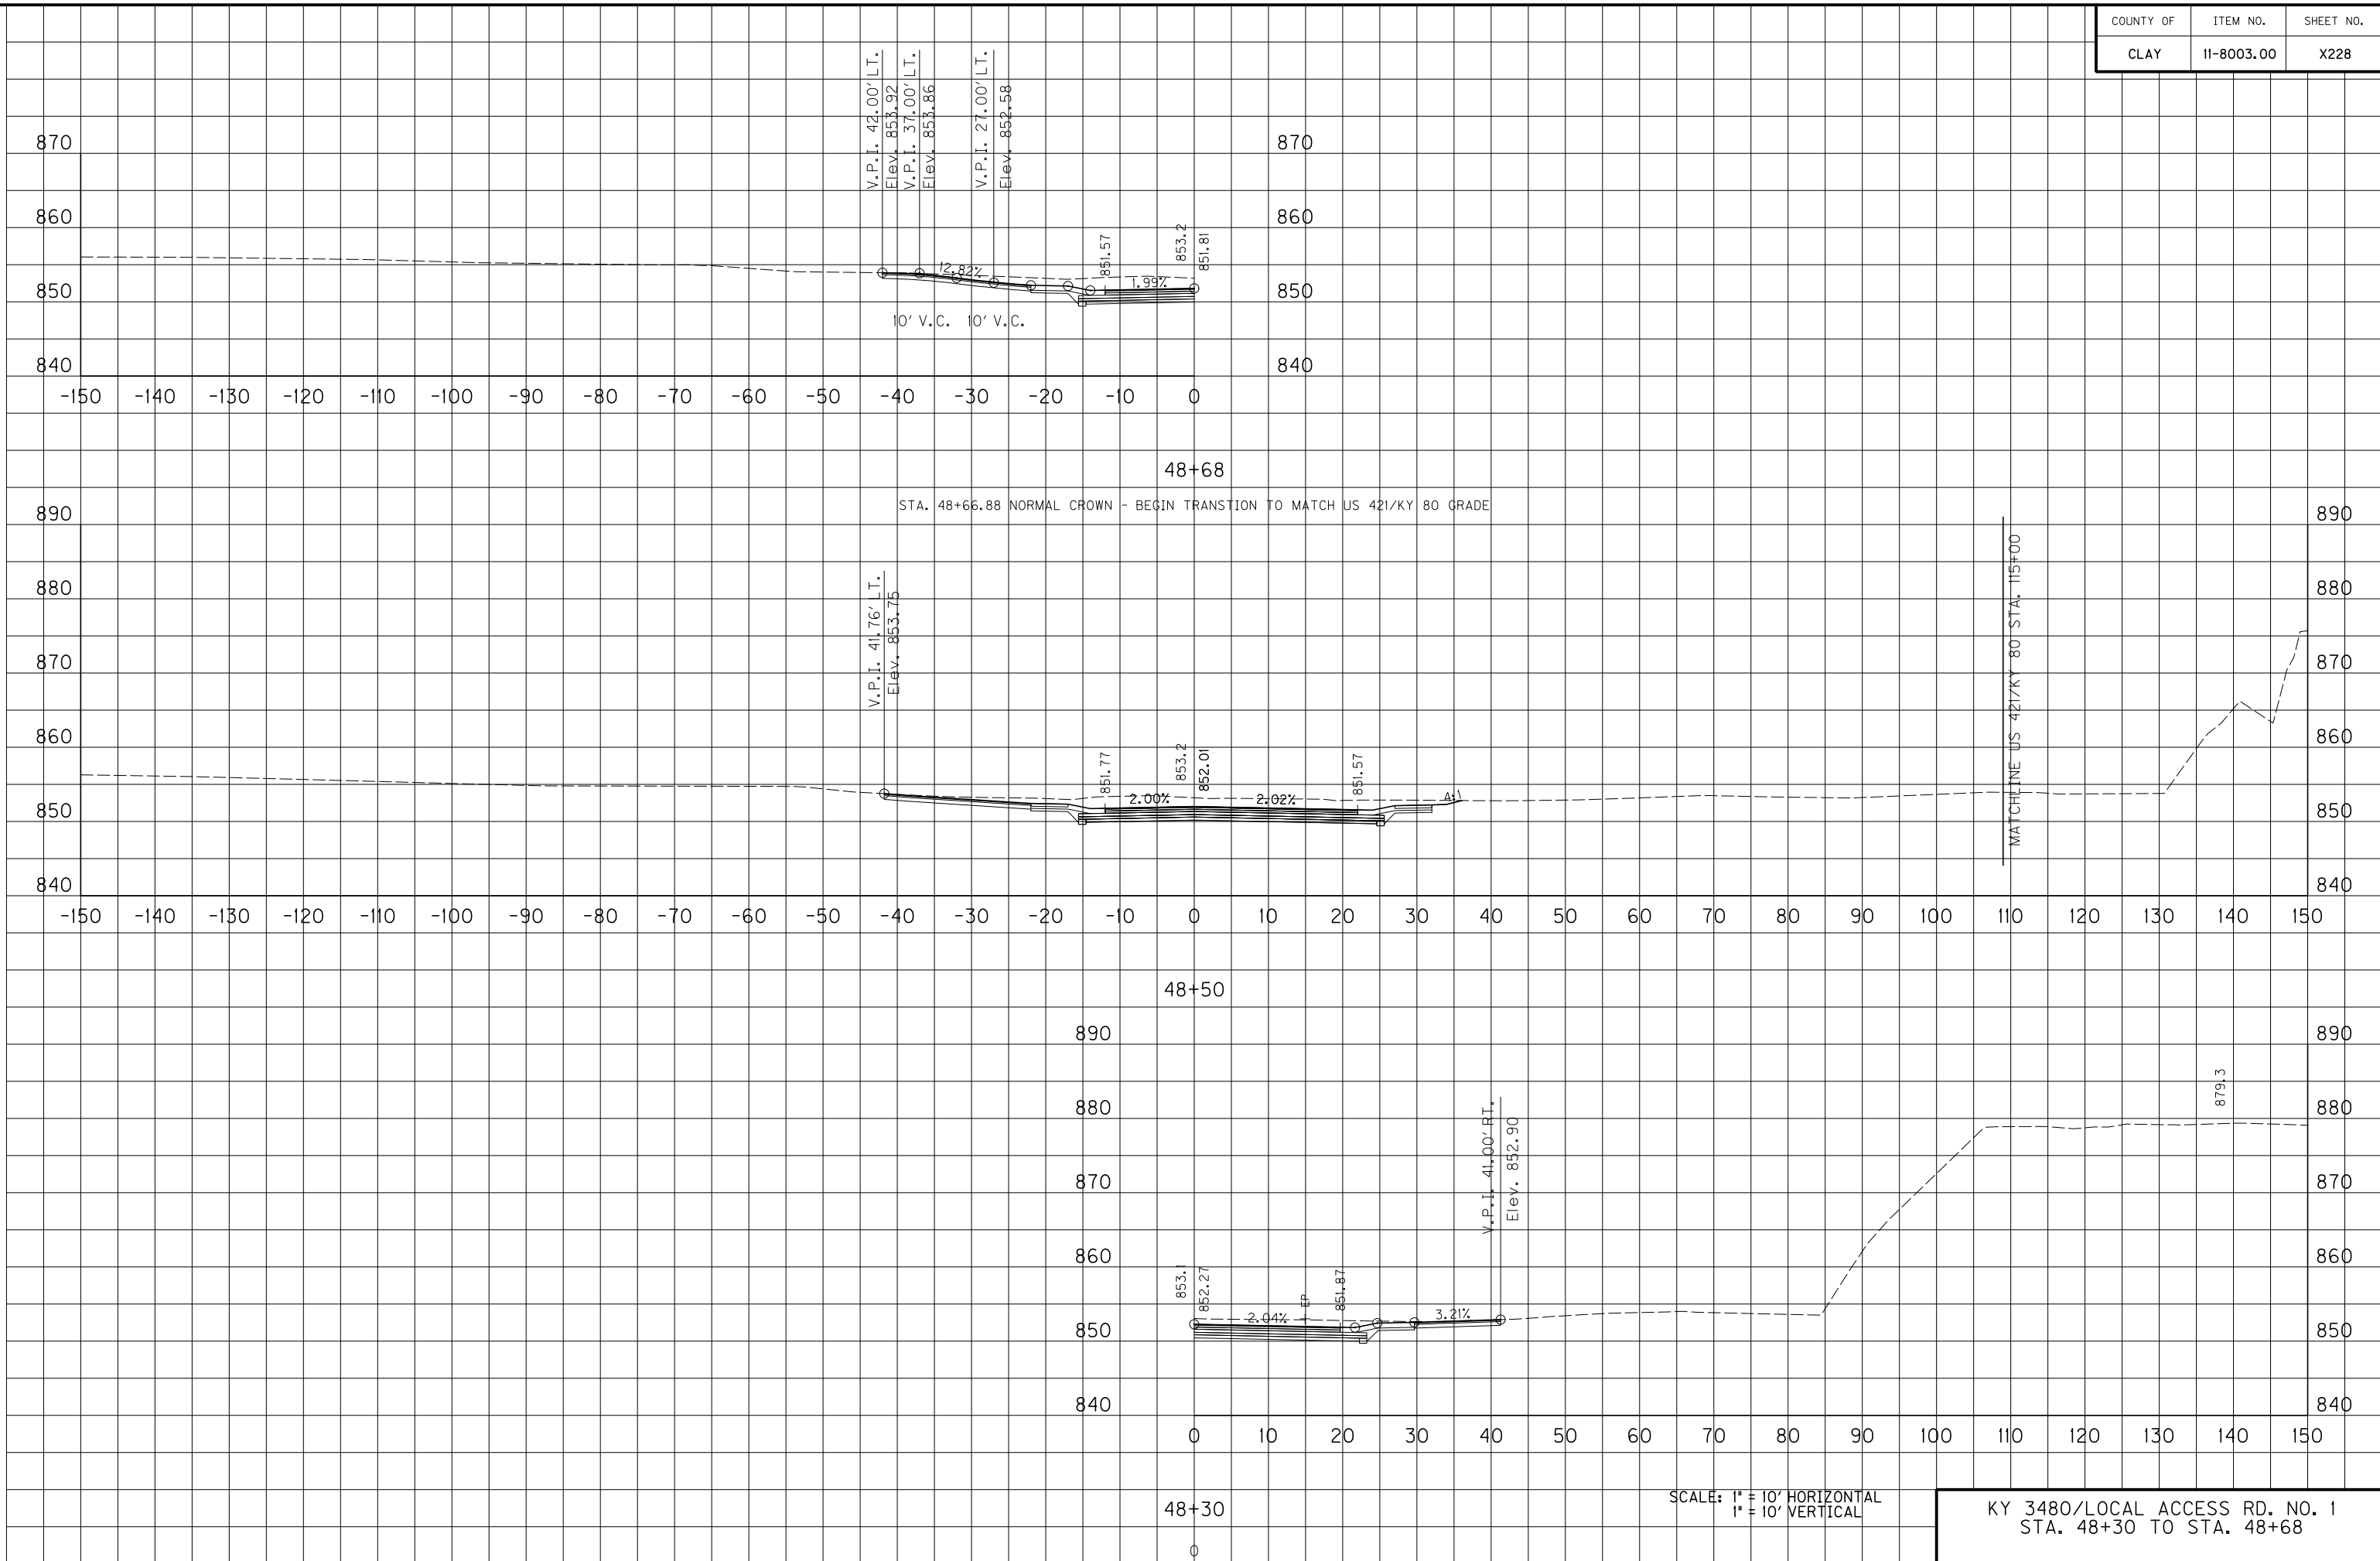 COUNTY OF ITEM NO. SHEET NO.
CLAY 11-8003.00 X228
V.P.I. 42.00' LT.
Elev. 853.92
V.P.I. 37.00' LT.
Elev. 853.86
V.P.I. 27.00' LT.
Elev. 852.58
870 870
860 860
850 850
840 840
12.82%
851.57
1.99%
853.2
851.81
10' V.C. 10' V.C.
-150 -140 -130 -120 -110 -100 -90 -80 -70 -60 -50 -40 -30 -20 -10 0
48+68
STA. 48+66.88 NORMAL CROWN - BEGIN TRANSTION TO MATCH US 421/KY 80 GRADE
890 890
880 880
870 870
860 860
850 850
840 840
V.P.I. 41.76' LT.
Elev. 853.75
851.77
2.00%
853.2
852.01
2.02%
851.57
4:1
MATCHLINE US 421/KY 80 STA. 115+00
-150 -140 -130 -120 -110 -100 -90 -80 -70 -60 -50 -40 -30 -20 -10 0 10 20 30 40 50 60 70 80 90 100 110 120 130 140 150
48+50
890 890
880 880
870 870
860 860
850 850
840 840
879.3
V.P.I. 41.00' RT.
Elev. 852.90
853.1
852.27
2.04%
EP
851.87
3.21%
0 10 20 30 40 50 60 70 80 90 100 110 120 130 140 150
48+30
0
SCALE: 1" = 10' HORIZONTAL
1" = 10' VERTICAL
KY 3480/LOCAL ACCESS RD. NO. 1
STA. 48+30 TO STA. 48+68